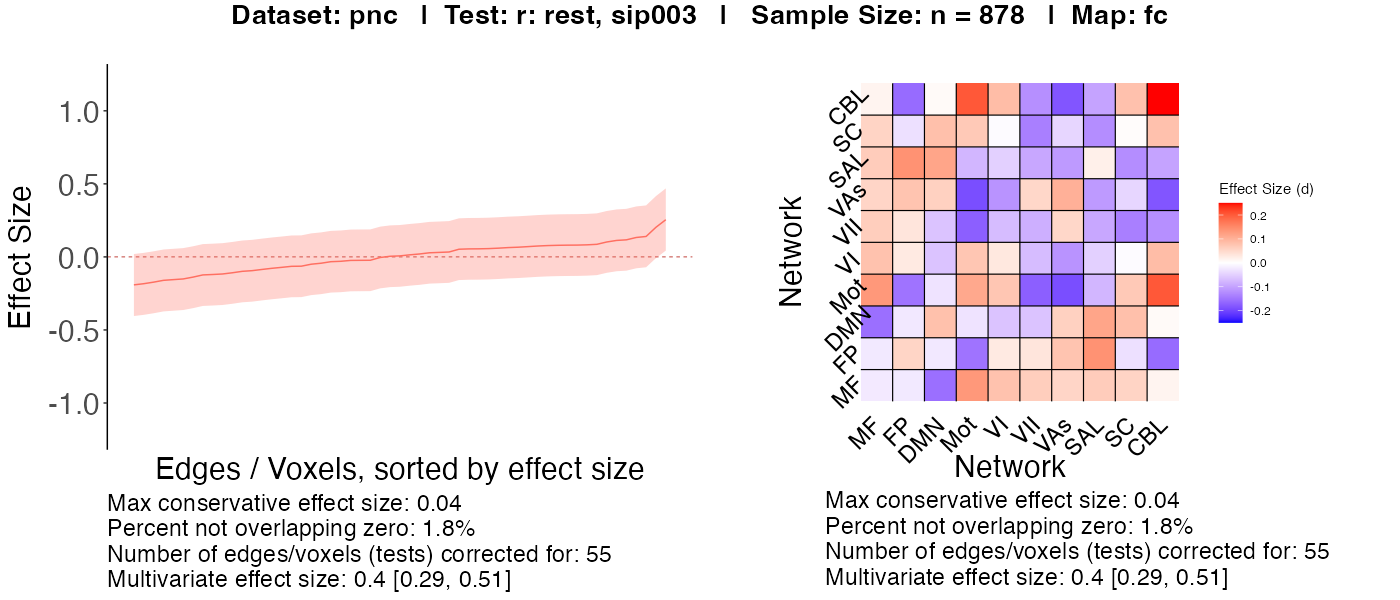 Dataset: pnc | Test: r: rest, sip003 | Sample Size: n = 878 | Map: fc
Effect Size
1.0
0.5
0.0
-0.5
-1.0
Edges / Voxels, sorted by effect size
Max conservative effect size: 0.04
Percent not overlapping zero: 1.8%
Number of edges/voxels (tests) corrected for: 55
Multivariate effect size: 0.4 [0.29, 0.51]
Network
CBL
SC
SAL
VAs
VII
VI
Mot
DMN
FP
MF
MF
FP
DMN
Mot
VI
VII
VAs
SAL
SC
CBL
Network
Effect Size (d)
0.2
0.1
0.0
-0.1
-0.2
Max conservative effect size: 0.04
Percent not overlapping zero: 1.8%
Number of edges/voxels (tests) corrected for: 55
Multivariate effect size: 0.4 [0.29, 0.51]